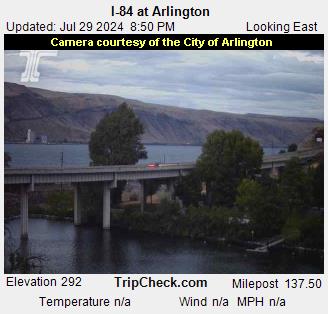 I-84 at Arlington
Updated: Jul 29 2024 8:50 PM Looking East
Camera courtesy of the City of Arlington
Elevation 292 TripCheck.com Milepost 137.50
Temperature n/a Wind n/a MPH n/a